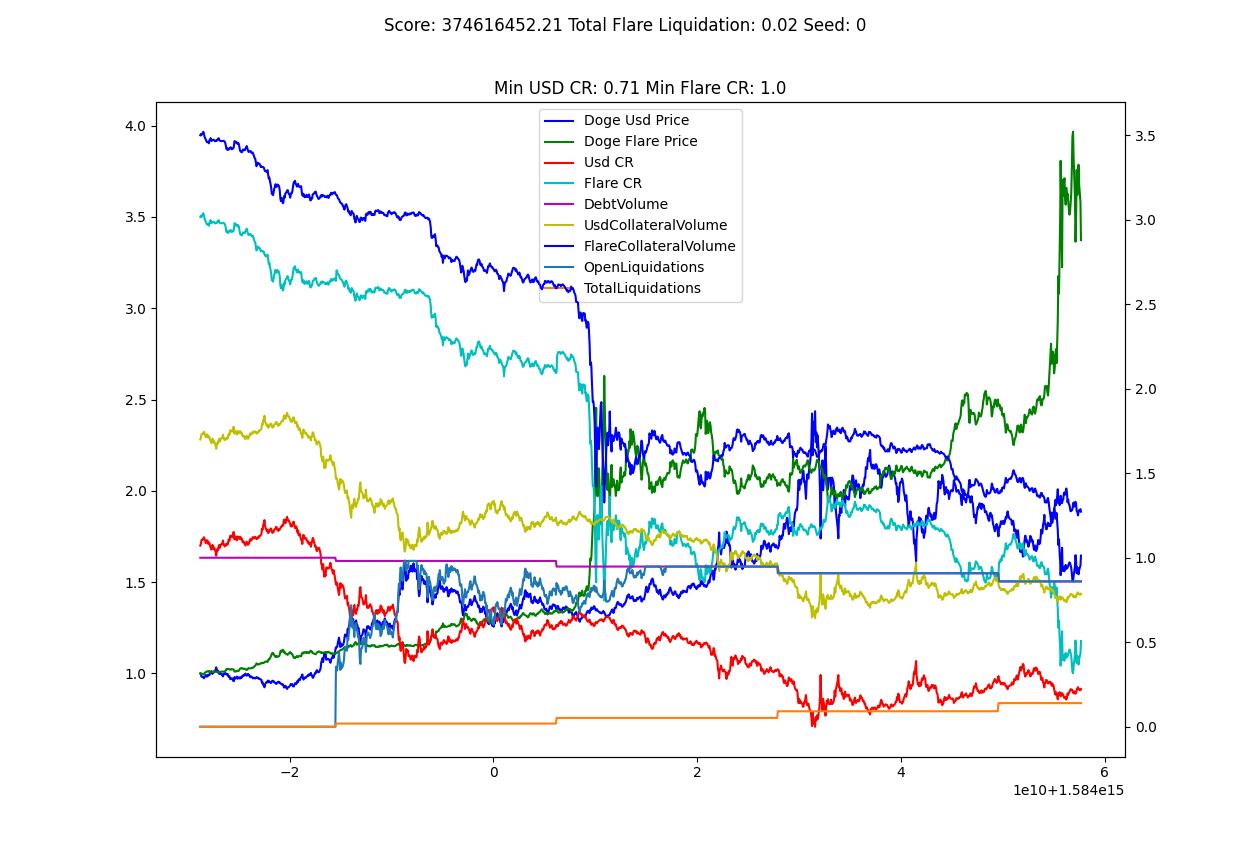 Score: 374616452.21 Total Flare Liquidation: 0.02 Seed: 0
Min USD CR: 0.71 Min Flare CR: 1.0
Doge Usd Price
Doge Flare Price
Usd CR
Flare CR
DebtVolume
UsdCollateralVolume
FlareCollateralVolume
OpenLiquidations
TotalLiquidations
4.0
3.5
3.0
2.5
2.0
1.5
1.0
3.5
3.0
2.5
2.0
1.5
1.0
0.5
0.0
−2 0 2 4 6
1e10+1.584e15